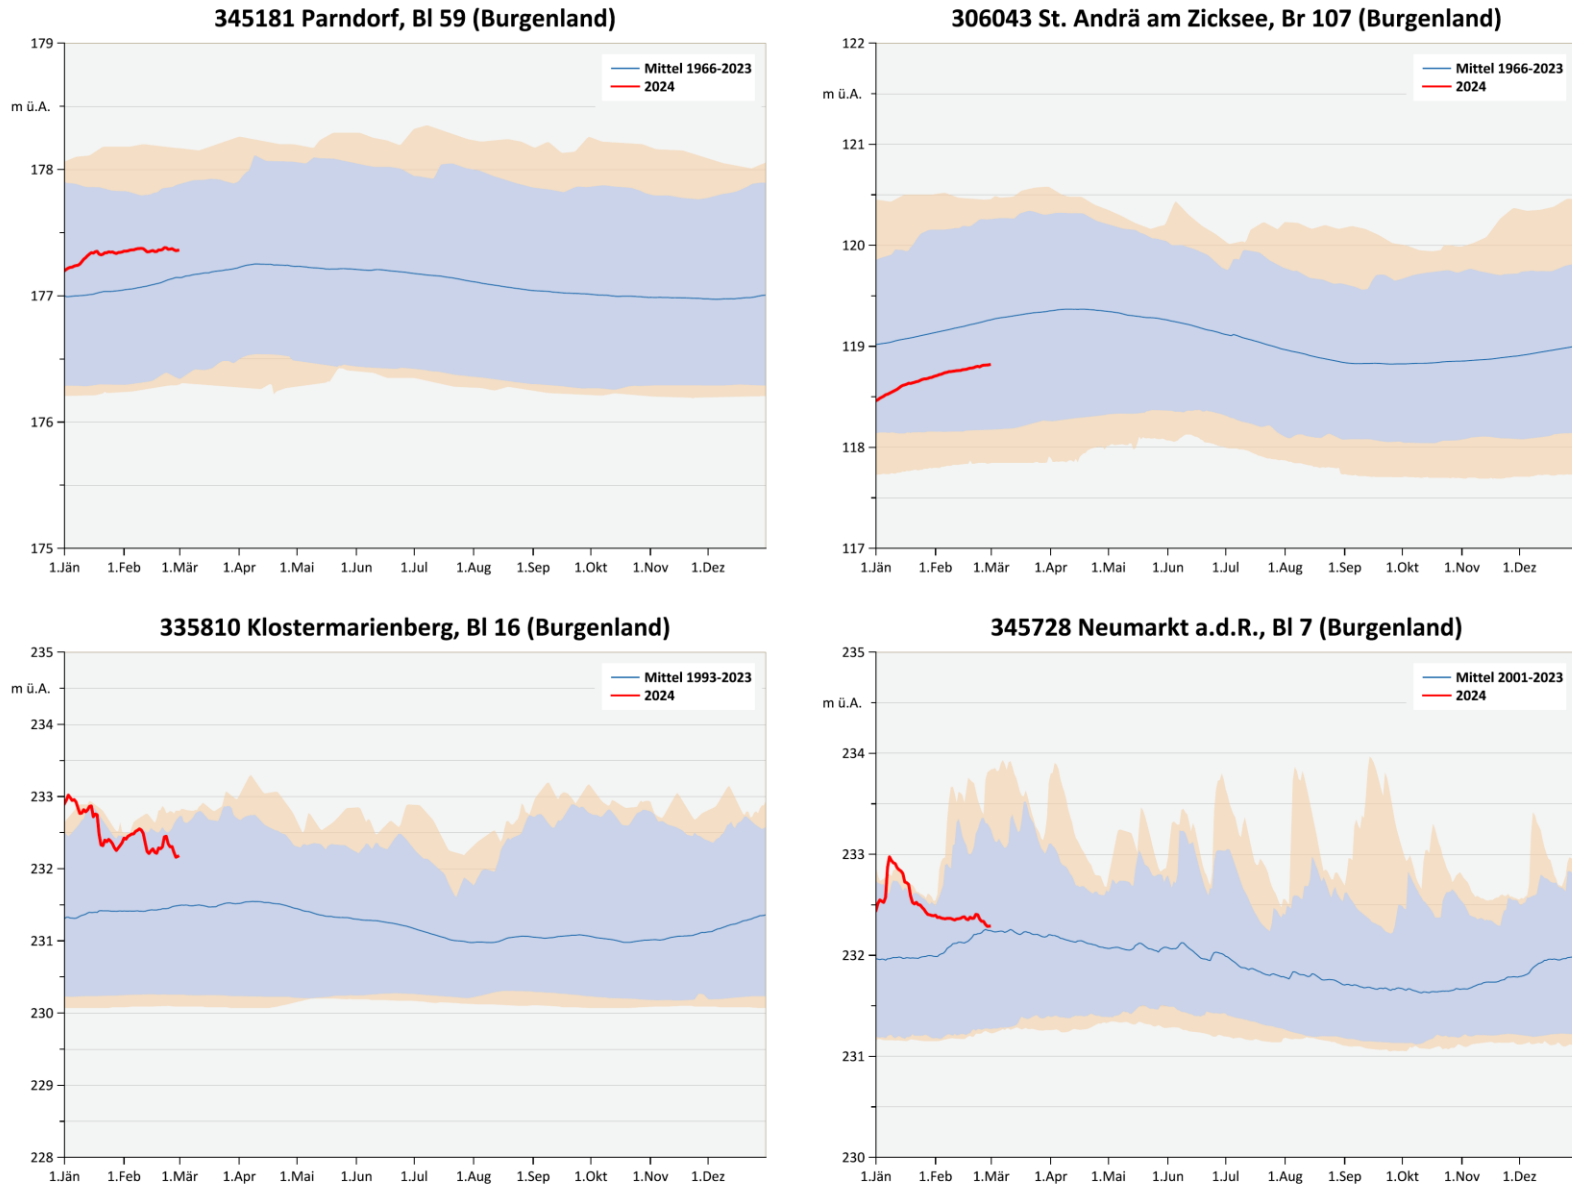 345181 Parndorf, Bl 59 (Burgenland)
179
m ü.A.
178
177
176
175
Mittel 1966-2023
2024
1.Jän 1.Feb 1.Mär 1.Apr 1.Mai 1.Jun 1.Jul 1.Aug 1.Sep 1.Okt 1.Nov 1.Dez
306043 St. Andrä am Zicksee, Br 107 (Burgenland)
122
m ü.A.
121
120
119
118
117
Mittel 1966-2023
2024
1.Jän 1.Feb 1.Mär 1.Apr 1.Mai 1.Jun 1.Jul 1.Aug 1.Sep 1.Okt 1.Nov 1.Dez
335810 Klostermarienberg, Bl 16 (Burgenland)
235
m ü.A.
234
233
232
231
230
229
228
Mittel 1993-2023
2024
1.Jän 1.Feb 1.Mär 1.Apr 1.Mai 1.Jun 1.Jul 1.Aug 1.Sep 1.Okt 1.Nov 1.Dez
345728 Neumarkt a.d.R., Bl 7 (Burgenland)
235
m ü.A.
234
233
232
231
230
Mittel 2001-2023
2024
1.Jän 1.Feb 1.Mär 1.Apr 1.Mai 1.Jun 1.Jul 1.Aug 1.Sep 1.Okt 1.Nov 1.Dez